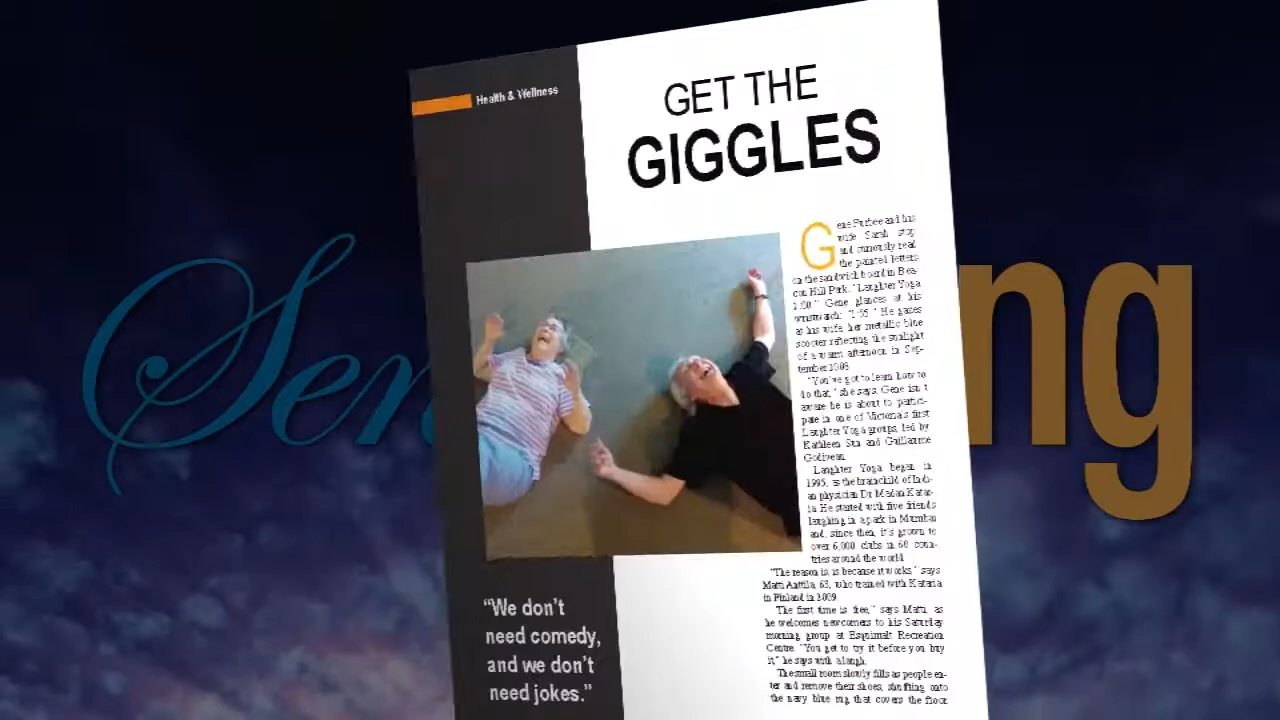 Health & Wellness
GET THE
GIGGLES
Gene Furbee and his
wife Sarah stop
and curiously read
the painted letters
on the sandwich board in Bea-
con Hill Park. "Laughter Yoga
1:00." Gene glances at his
wristwatch: "1:55." He gazes
at his wife, her metallic blue
scooter reflecting the sunlight
of a warm afternoon in Sep-
tember 2008.
"You've got to learn how to
do that," she says. Gene isn't
aware he is about to partici-
pate in one of Victoria's first
Laughter Yoga groups, led by
Kathleen Sun and Guillaume
Laughter Yoga began in
1995, as the brainchild of Indi-
an physician Dr. Madan Katar-
ia. He started with five friends
laughing in a park in Mumbai
and, since then, it's grown to
over 6,000 clubs in 60 coun-
tries around the world.
"The reason is, is because it works," says
Matti Anttila, 63, who trained with Kataria
in Finland in 2009.
"The first time is free," says Matti, as
he welcomes newcomers to his Saturday
morning group at Esquimalt Recreation
Centre. "You get to try it before you buy
it," he says with a laugh.
The small room slowly fills as people en-
ter and remove their shoes, shuffling onto
the navy blue rug that covers the floor
"We don't
need comedy,
and we don't
need jokes."
Sen
ng